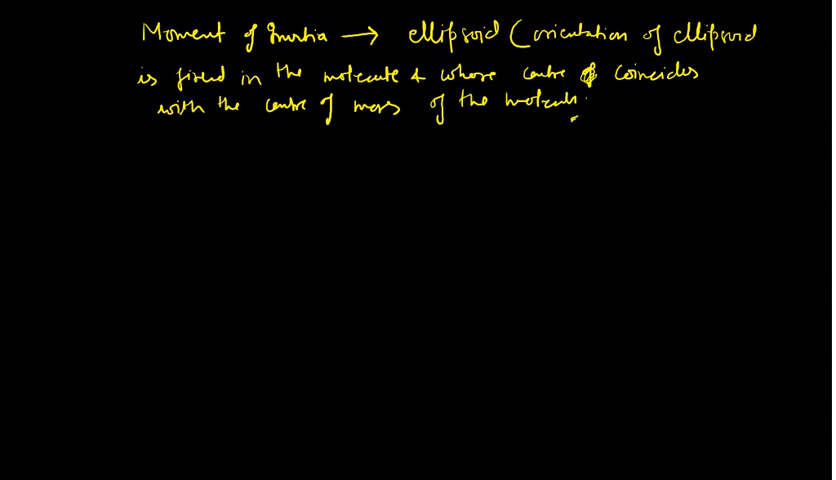 Moment of Inertia → ellipsoid (orientation of ellipsoid
is fixed in the molecule & whose centre coincides
with the centre of mass of the molecule.